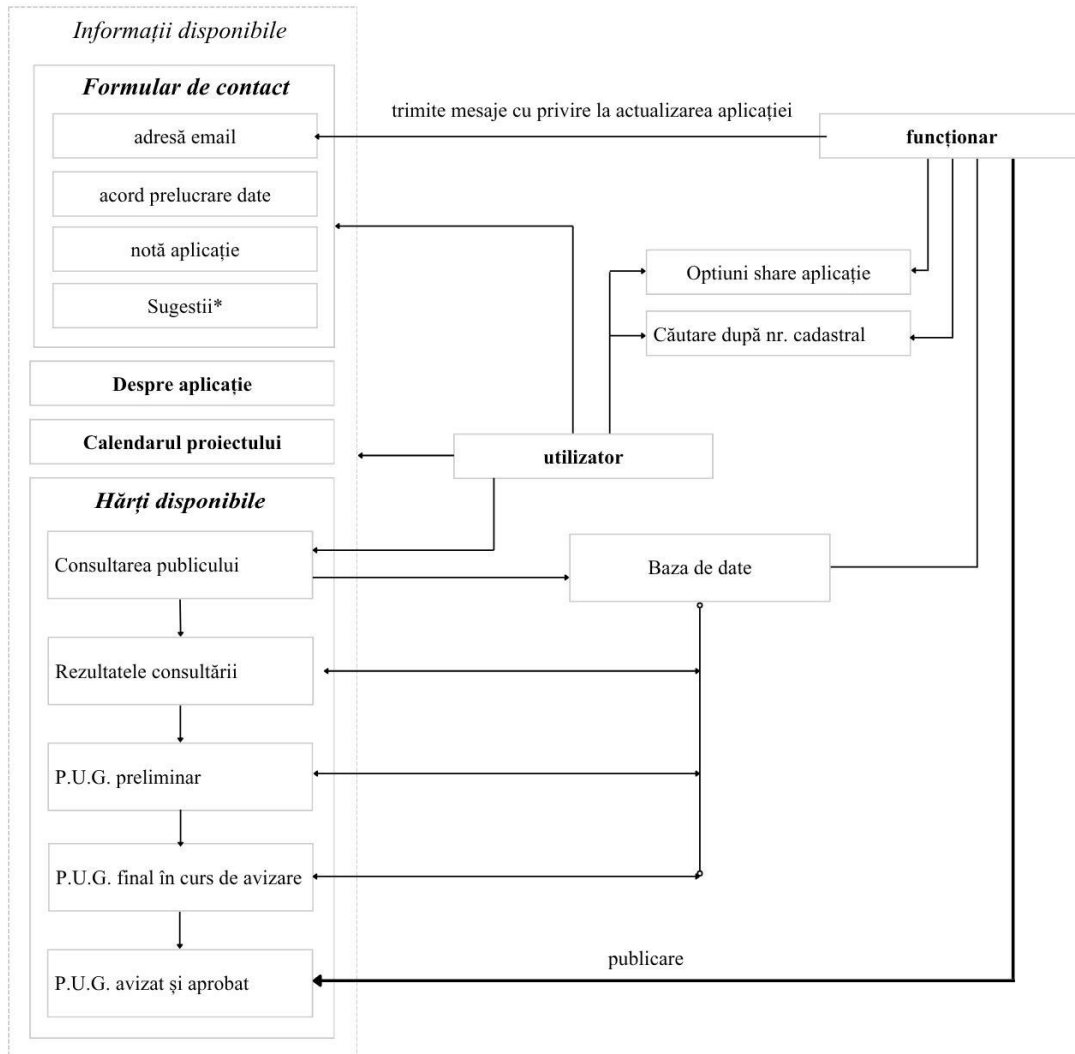 Informații disponibile
Formular de contact
adresă email
acord prelucrare date
notă aplicație
Sugestii*
Despre aplicație
Calendarul proiectului
Hărți disponibile
Consultarea publicului
Rezultatele consultării
P.U.G. preliminar
P.U.G. final în curs de avizare
P.U.G. avizat și aprobat
trimite mesaje cu privire la actualizarea aplicației
funcționar
Optiuni share aplicație
Căutare după nr. cadastral
utilizator
Baza de date
publicare